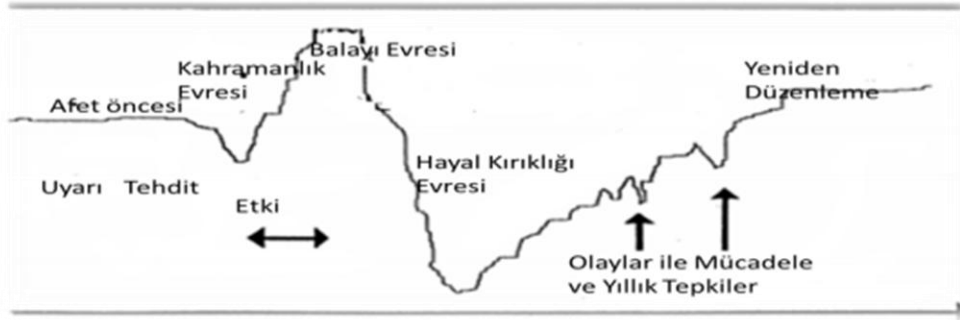 Balayı Evresi
Kahramanlık
Evresi
Yeniden
Düzenleme
Afet öncesi
Hayal Kırıklığı
Evresi
Uyarı Tehdit
Etki
Olaylar ile Mücadele
ve Yıllık Tepkiler